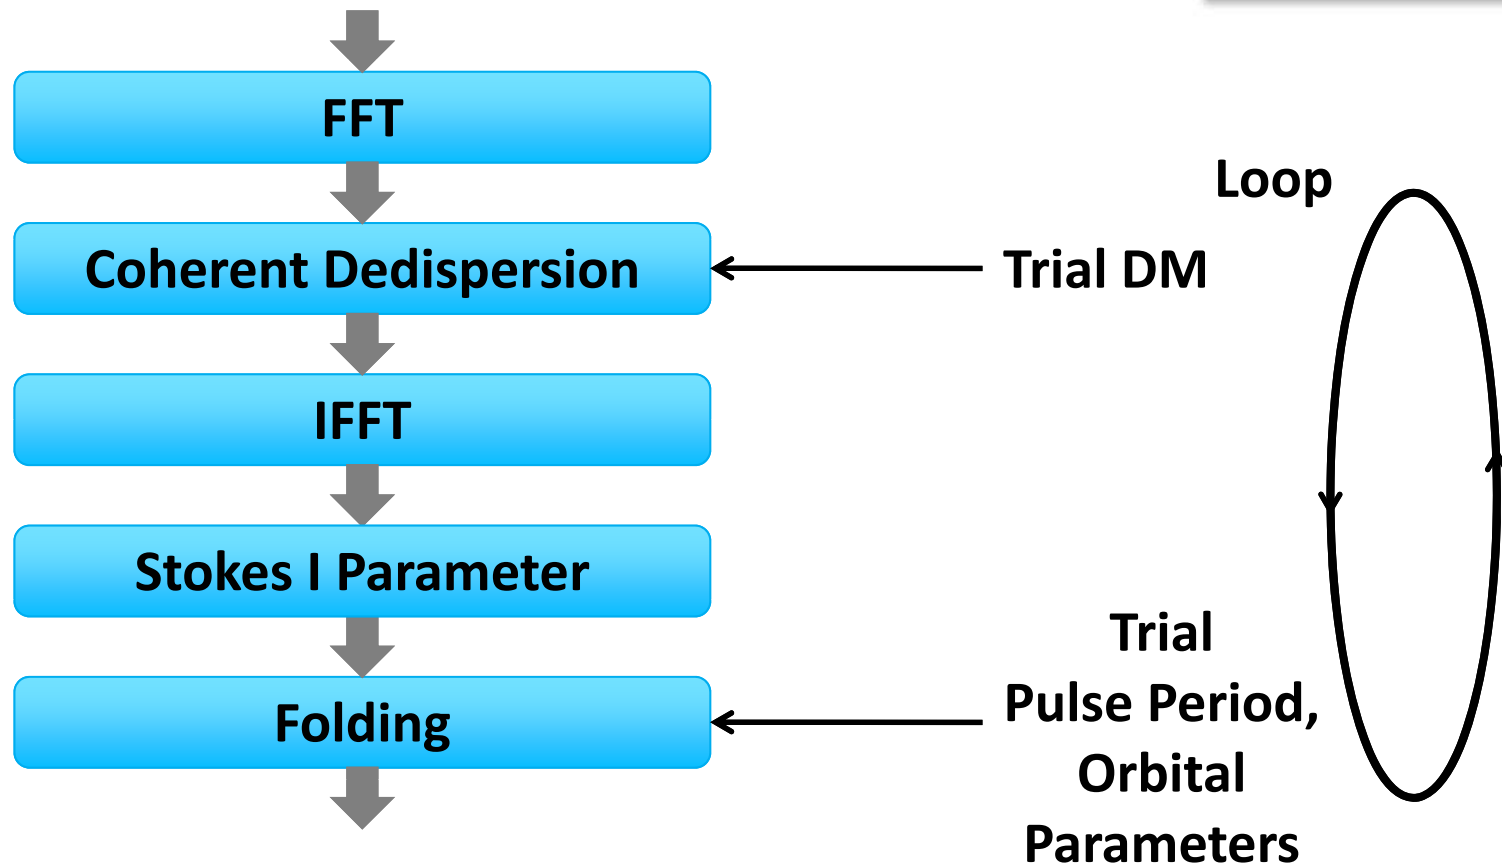 FFT
Loop
Coherent Dedispersion
Trial DM
IFFT
Stokes I Parameter
Folding
Trial
Pulse Period,
Orbital
Parameters